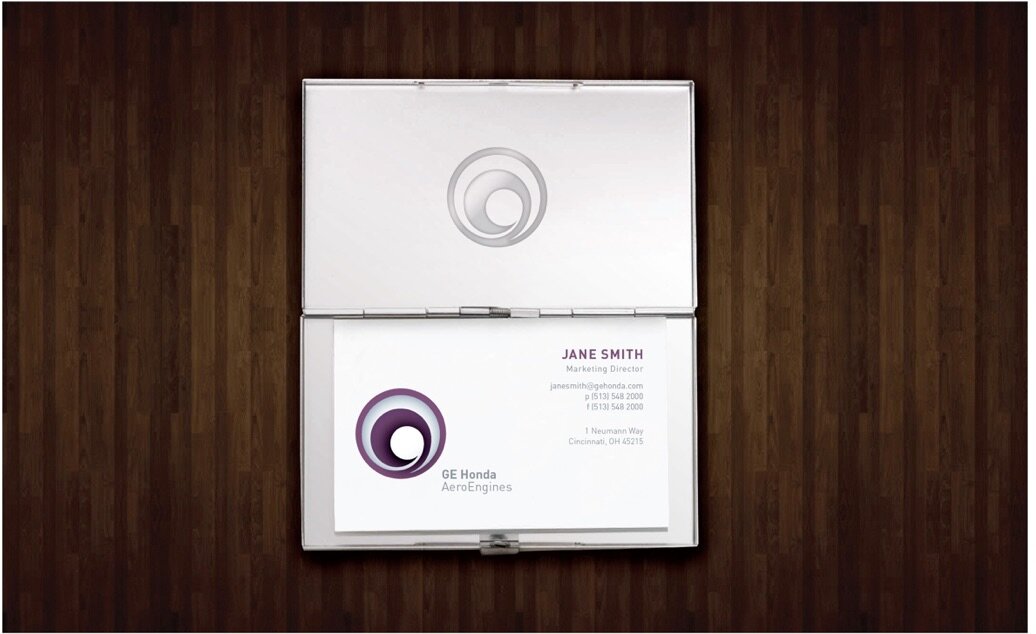 JANE SMITH
Marketing Director
janesmith@gehonda.com
p (513) 548 2000
f (513) 548 2000
1 Neumann Way
Cincinnati, OH 45215
GE Honda
AeroEngines